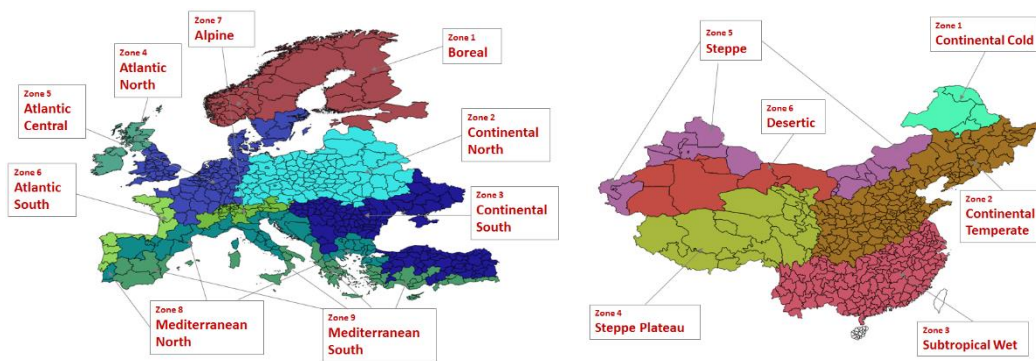 Zone 7
Alpine
Zone 1
Boreal
Zone 4
Atlantic
North
Zone 5
Atlantic
Central
Zone 2
Continental
North
Zone 6
Atlantic
South
Zone 3
Continental
South
Zone 8
Mediterranean
North
Zone 9
Mediterranean
South
Zone 1
Continental Cold
Zone 5
Steppe
Zone 6
Desertic
Zone 2
Continental
Temperate
Zone 4
Steppe Plateau
Zone 3
Subtropical Wet